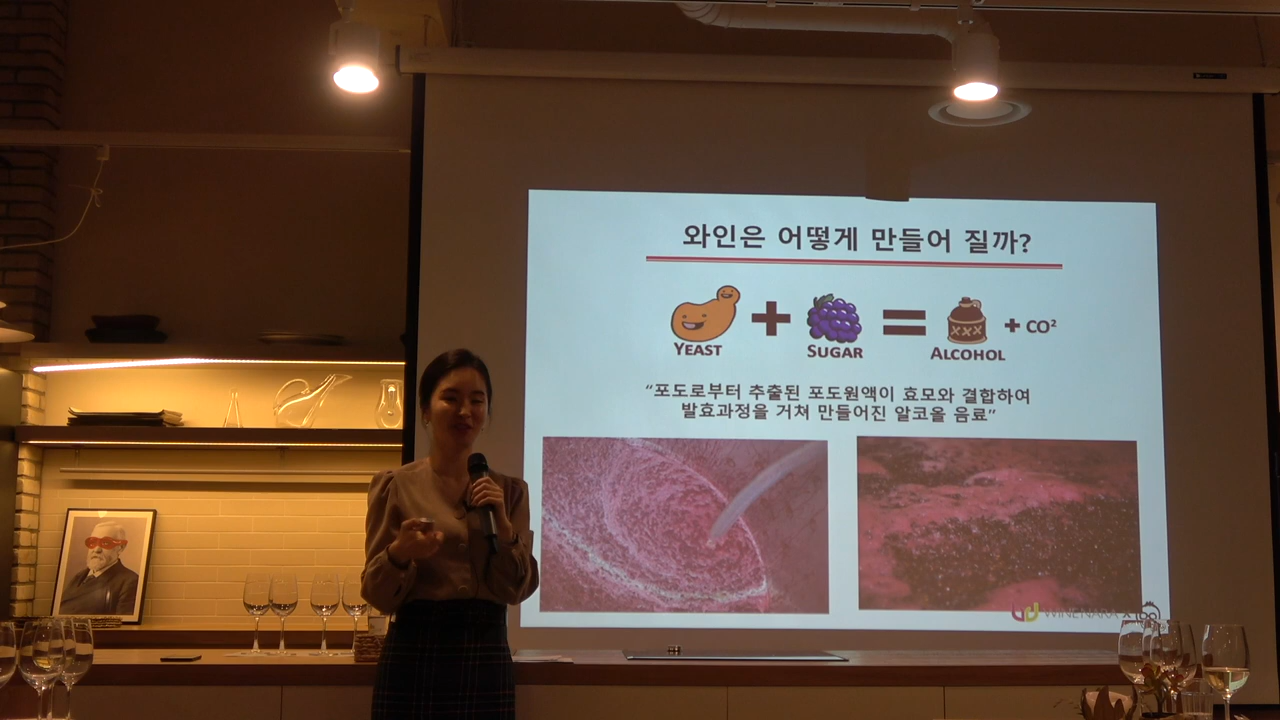 와인은 어떻게 만들어 질까?
YEAST + SUGAR = ALCOHOL + CO²
“포도로부터 추출된 포도원액이 효모와 결합하여
발효과정을 거쳐 만들어진 알코올 음료”
XXX
WINENARA X